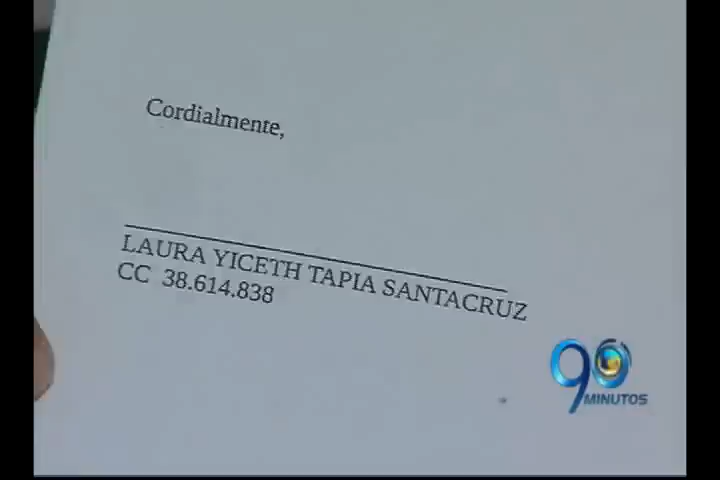 Cordialmente,
LAURA YICETH TAPIA SANTACRUZ
CC 38.614.838
90
MINUTOS